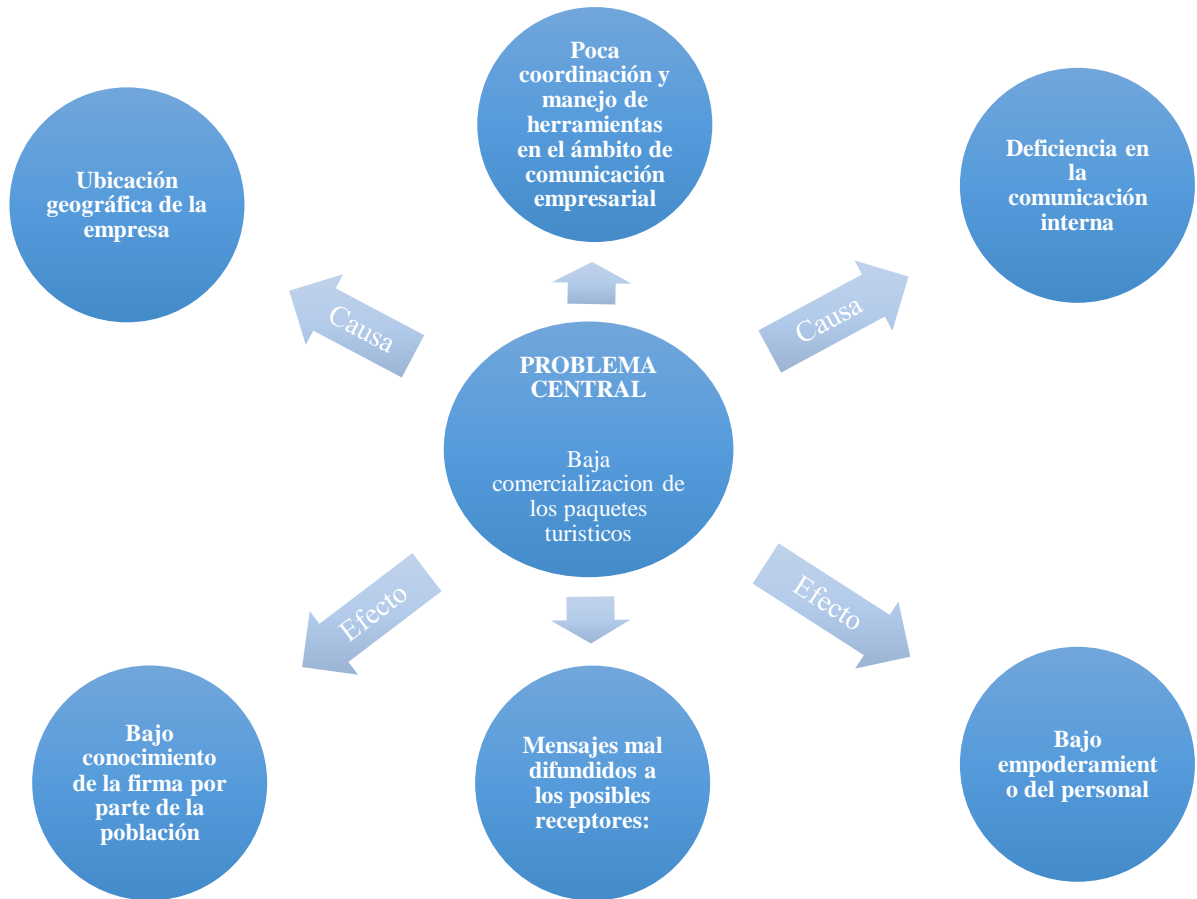 Poca
coordinación y
manejo de
herramientas
en el ámbito de
comunicación
empresarial
Ubicación
geográfica de la
empresa
Deficiencia en
la
comunicación
interna
Causa
Causa
PROBLEMA
CENTRAL
Baja
comercializacion de
los paquetes
turisticos
Efecto
Efecto
Bajo
conocimiento
de la firma por
parte de la
población
Mensajes mal
difundidos a
los posibles
receptores:
Bajo
empoderamient
o del personal